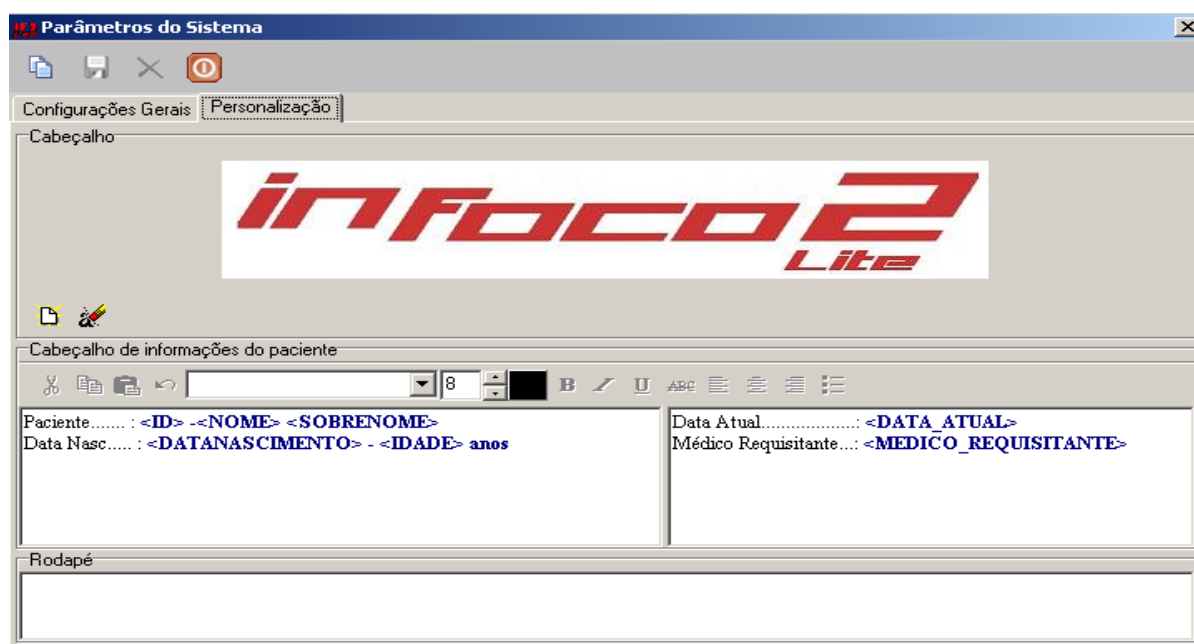 Parâmetros do Sistema
Configurações Gerais Personalização
Cabeçalho
infoco2
Lite
Cabeçalho de informações do paciente
8 B I U ABC
Paciente....... : <ID> -<NOME> <SOBRENOME>
Data Nasc..... : <DATANASCIMENTO> - <IDADE> anos
Data Atual...................: <DATA_ATUAL>
Médico Requisitante...: <MEDICO_REQUISITANTE>
Rodapé